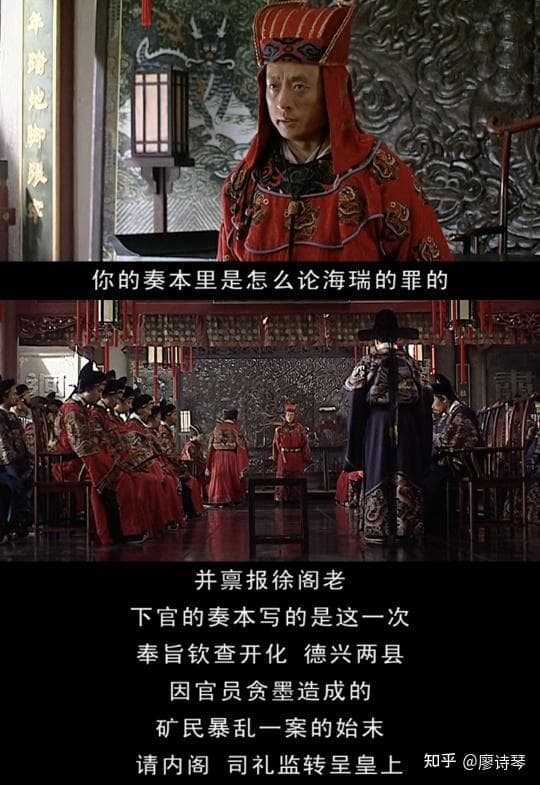 你的奏本里是怎么论海瑞的罪的
并禀报徐阁老
下官的奏本写的是这一次
奉旨钦查开化 德兴两县
因官员贪墨造成的
矿民暴乱一案的始末
请内阁 司礼监转呈皇上
知乎 @廖诗琴